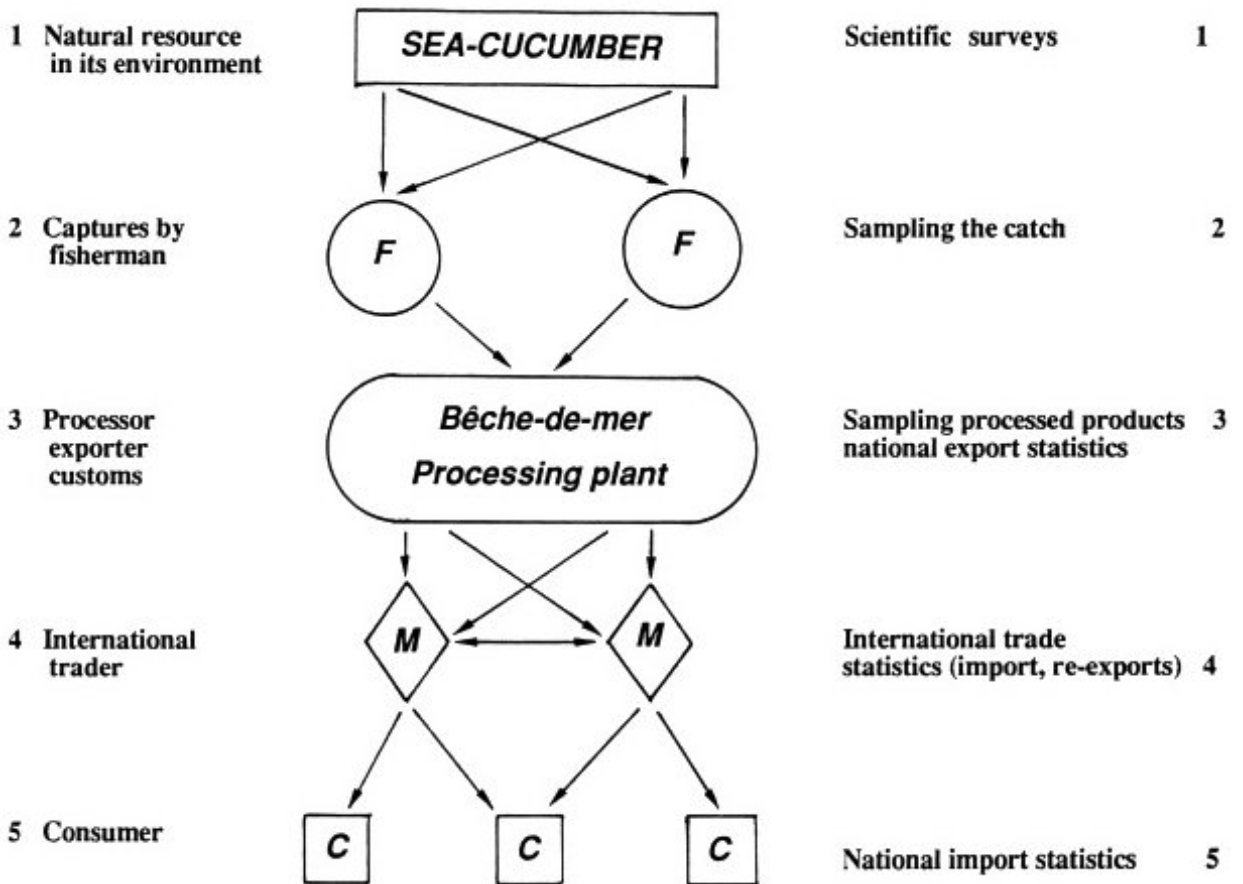 1 Natural resource
in its environment
SEA-CUCUMBER
Scientific surveys 1
2 Captures by
fisherman
F
F
Sampling the catch 2
3 Processor
exporter
customs
Bêche-de-mer
Processing plant
Sampling processed products 3
national export statistics
4 International
trader
M
M
International trade
statistics (import, re-exports) 4
5 Consumer
C
C
C
National import statistics 5